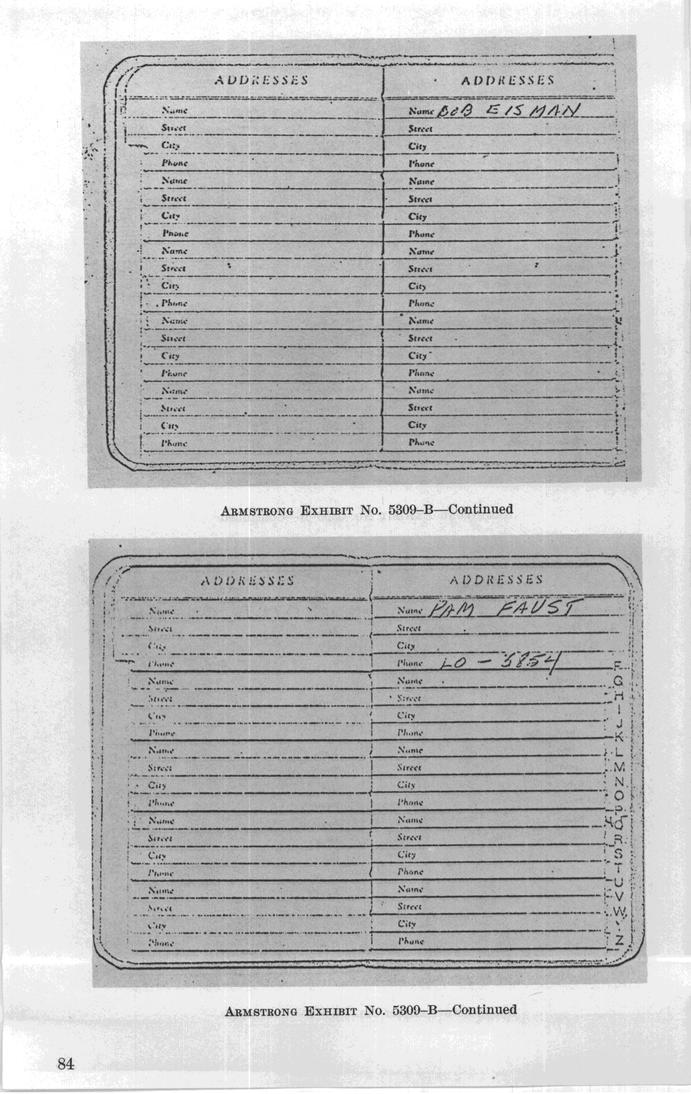 ADDRESSES
Name
Street
City
Phone
Name
Street
City
Phone
Name
Street
City
Phone
Name
Street
City
Phone
Name
Street
City
Phone
ADDRESSES
Name BOB EISMAN
Street
City
Phone
Name
Street
City
Phone
Name
Street
City
Phone
Name
Street
City
Phone
Name
Street
City
Phone
ARMSTRONG EXHIBIT No. 5309–B—Continued
ADDRESSES
Name
Street
City
Phone
Name
Street
City
Phone
Name
Street
City
Phone
Name
Street
City
Phone
Name
Street
City
Phone
ADDRESSES
Name PAM FAUST
Street
City
Phone LO - 5854
Name
Street
City
Phone
Name
Street
City
Phone
Name
Street
City
Phone
Name
Street
City
Phone
F
G
H
I
J
K
L
M
N
O
P
Q
R
S
T
U
V
W
Z
ARMSTRONG EXHIBIT No. 5309–B—Continued
84